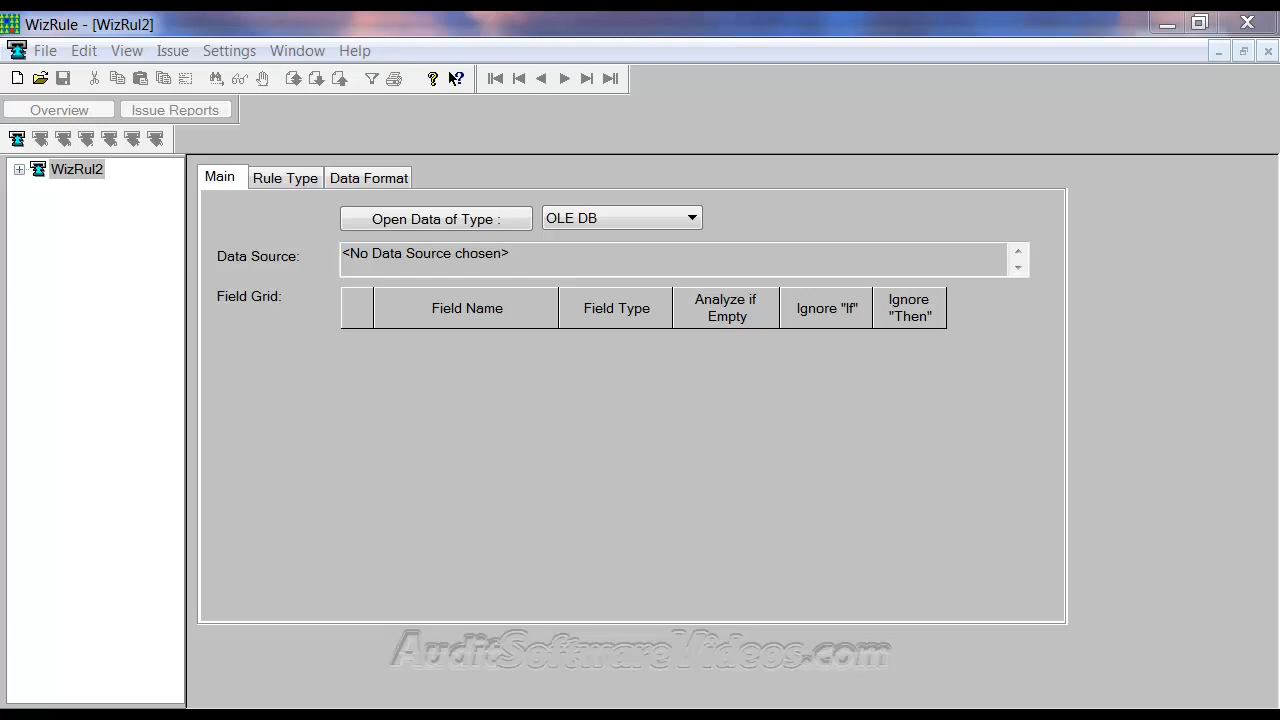 WizRule - [WizRul2]
File Edit View Issue Settings Window Help
Overview Issue Reports
WizRul2
Main Rule Type Data Format
Open Data of Type : OLE DB
Data Source: <No Data Source chosen>
Field Grid: Field Name Field Type Analyze if Empty Ignore "If" Ignore "Then"
AuditSoftwareVideos.com